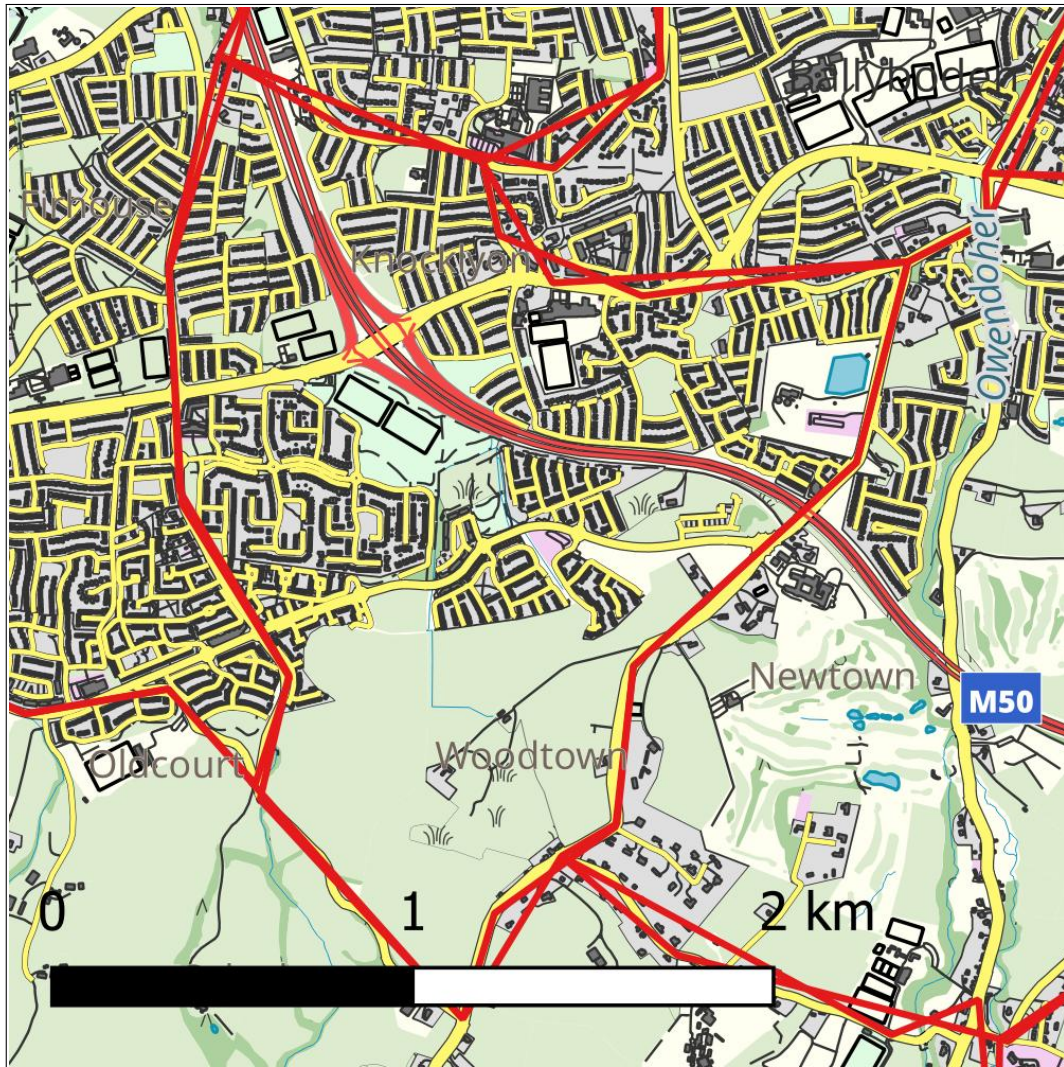 Ballyboden
Firhouse
Knocklyon
Owendoher
Newtown
M50
Oldcourt
Woodtown
0 1 2 km